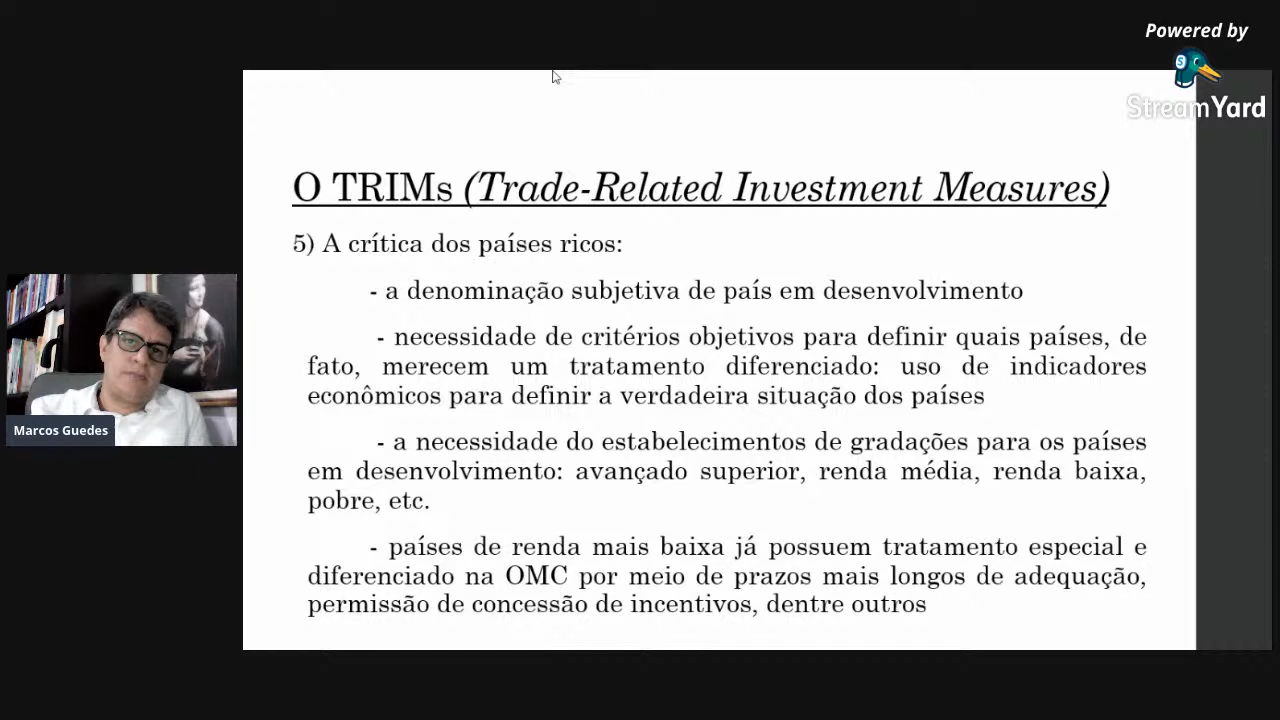 Powered by
StreamYard
O TRIMs (Trade-Related Investment Measures)
5) A crítica dos países ricos:
- a denominação subjetiva de país em desenvolvimento
- necessidade de critérios objetivos para definir quais países, de
fato, merecem um tratamento diferenciado: uso de indicadores
econômicos para definir a verdadeira situação dos países
- a necessidade do estabelecimentos de gradações para os países
em desenvolvimento: avançado superior, renda média, renda baixa,
pobre, etc.
- países de renda mais baixa já possuem tratamento especial e
diferenciado na OMC por meio de prazos mais longos de adequação,
permissão de concessão de incentivos, dentre outros
Marcos Guedes